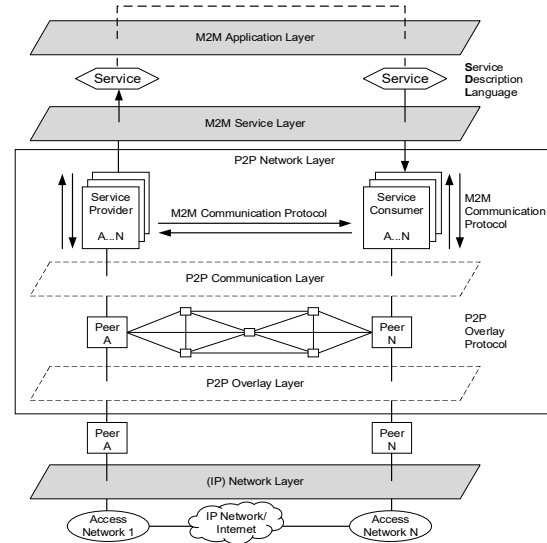 M2M Application Layer
Service
Service
Service
Description
Language
M2M Service Layer
P2P Network Layer
Service
Provider
A...N
M2M Communication Protocol
Service
Consumer
A...N
M2M
Communication
Protocol
P2P Communication Layer
Peer
A
Peer
N
P2P
Overlay
Protocol
P2P Overlay Layer
Peer
A
Peer
N
(IP) Network Layer
Access
Network 1
IP Network/
Internet
Access
Network N